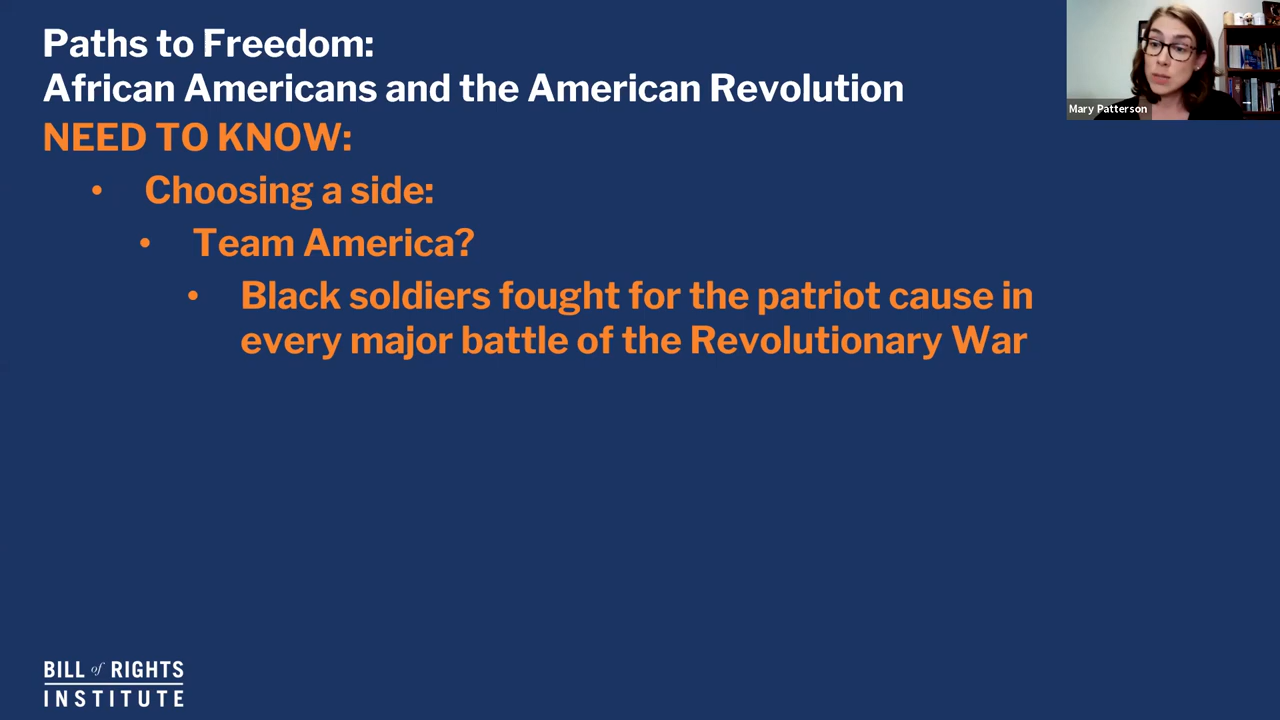 Paths to Freedom:
African Americans and the American Revolution
NEED TO KNOW:
• Choosing a side:
• Team America?
• Black soldiers fought for the patriot cause in
every major battle of the Revolutionary War
Mary Patterson
BILL of RIGHTS
INSTITUTE